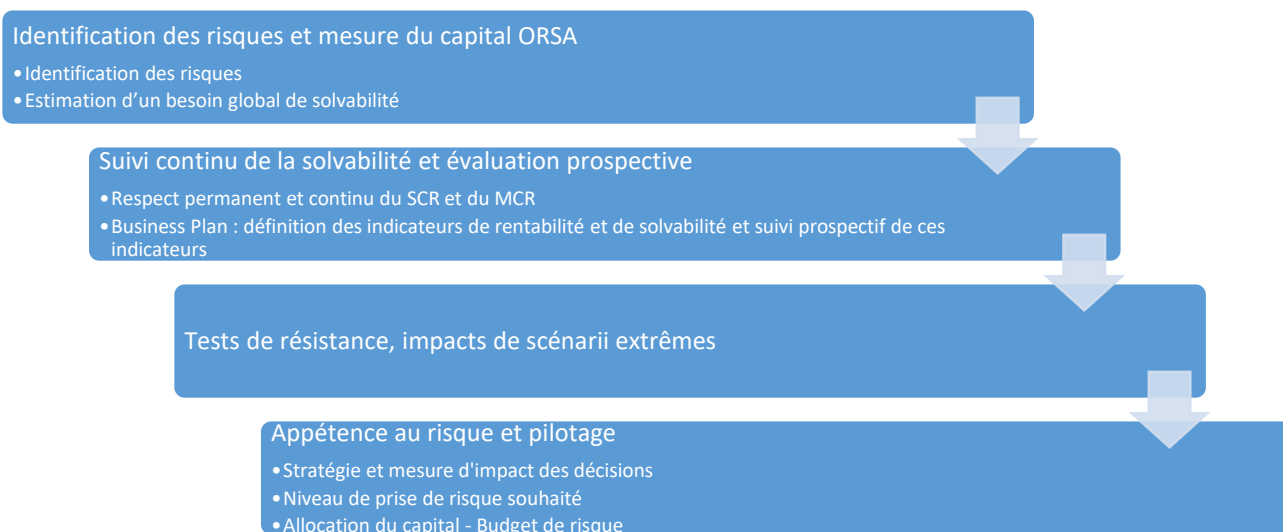 Identification des risques et mesure du capital ORSA
•Identification des risques
•Estimation d’un besoin global de solvabilité
Suivi continu de la solvabilité et évaluation prospective
•Respect permanent et continu du SCR et du MCR
•Business Plan : définition des indicateurs de rentabilité et de solvabilité et suivi prospectif de ces
indicateurs
Tests de résistance, impacts de scénarii extrêmes
Appétence au risque et pilotage
•Stratégie et mesure d'impact des décisions
•Niveau de prise de risque souhaité
•Allocation du capital - Budget de risque